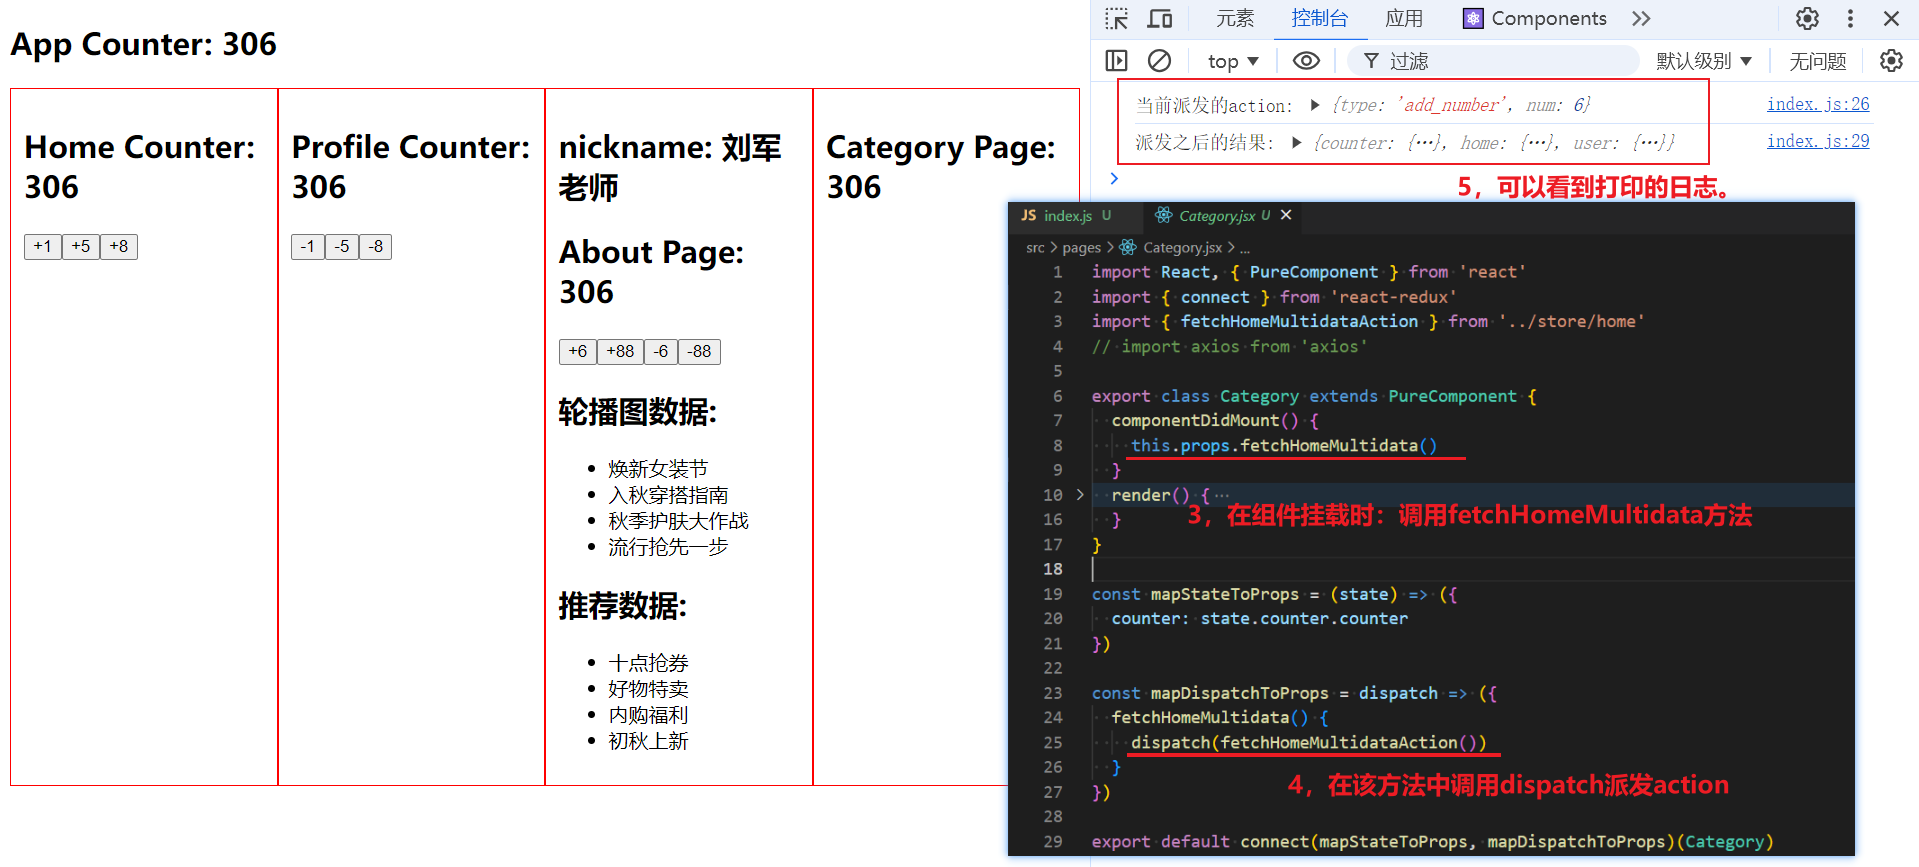 App Counter: 306
Home Counter:
306
+1 +5 +8
Profile Counter:
306
-1 -5 -8
nickname: 刘军
老师
About Page:
306
+6 +88 -6 -88
轮播图数据:
焕新女装节
入秋穿搭指南
秋季护肤大作战
流行抢先一步
推荐数据:
十点抢券
好物特卖
内购福利
初秋上新
Category Page:
306
元素 控制台 应用 Components
top 过滤 默认级别 无问题
当前派发的action: {type: 'add_number', num: 6} index.js:26
派发之后的结果: {counter: {…}, home: {…}, user: {…}} index.js:29
5，可以看到打印的日志。
JS index.js U Category.jsx U
src > pages > Category.jsx > ...
1 import React, { PureComponent } from 'react'
2 import { connect } from 'react-redux'
3 import { fetchHomeMultidataAction } from '../store/home'
4 // import axios from 'axios'
5
6 export class Category extends PureComponent {
7 componentDidMount() {
8 this.props.fetchHomeMultidata()
9 }
10 render() { …
3，在组件挂载时：调用fetchHomeMultidata方法
16 }
17 }
18
19 const mapStateToProps = (state) => ({
20 counter: state.counter.counter
21 })
22
23 const mapDispatchToProps = dispatch => ({
24 fetchHomeMultidata() {
25 dispatch(fetchHomeMultidataAction())
26 }
4，在该方法中调用dispatch派发action
27 })
28
29 export default connect(mapStateToProps, mapDispatchToProps)(Category)